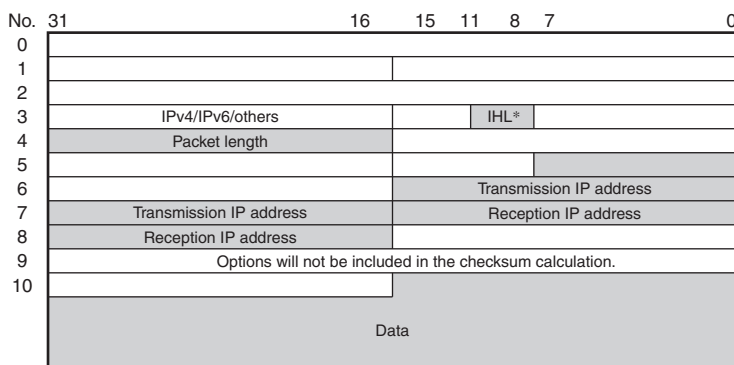 No. 31 16 15 11 8 7 0
0
1
2
3 IPv4/IPv6/others IHL*
4 Packet length
5
6 Transmission IP address
7 Transmission IP address Reception IP address
8 Reception IP address
9 Options will not be included in the checksum calculation.
10
Data